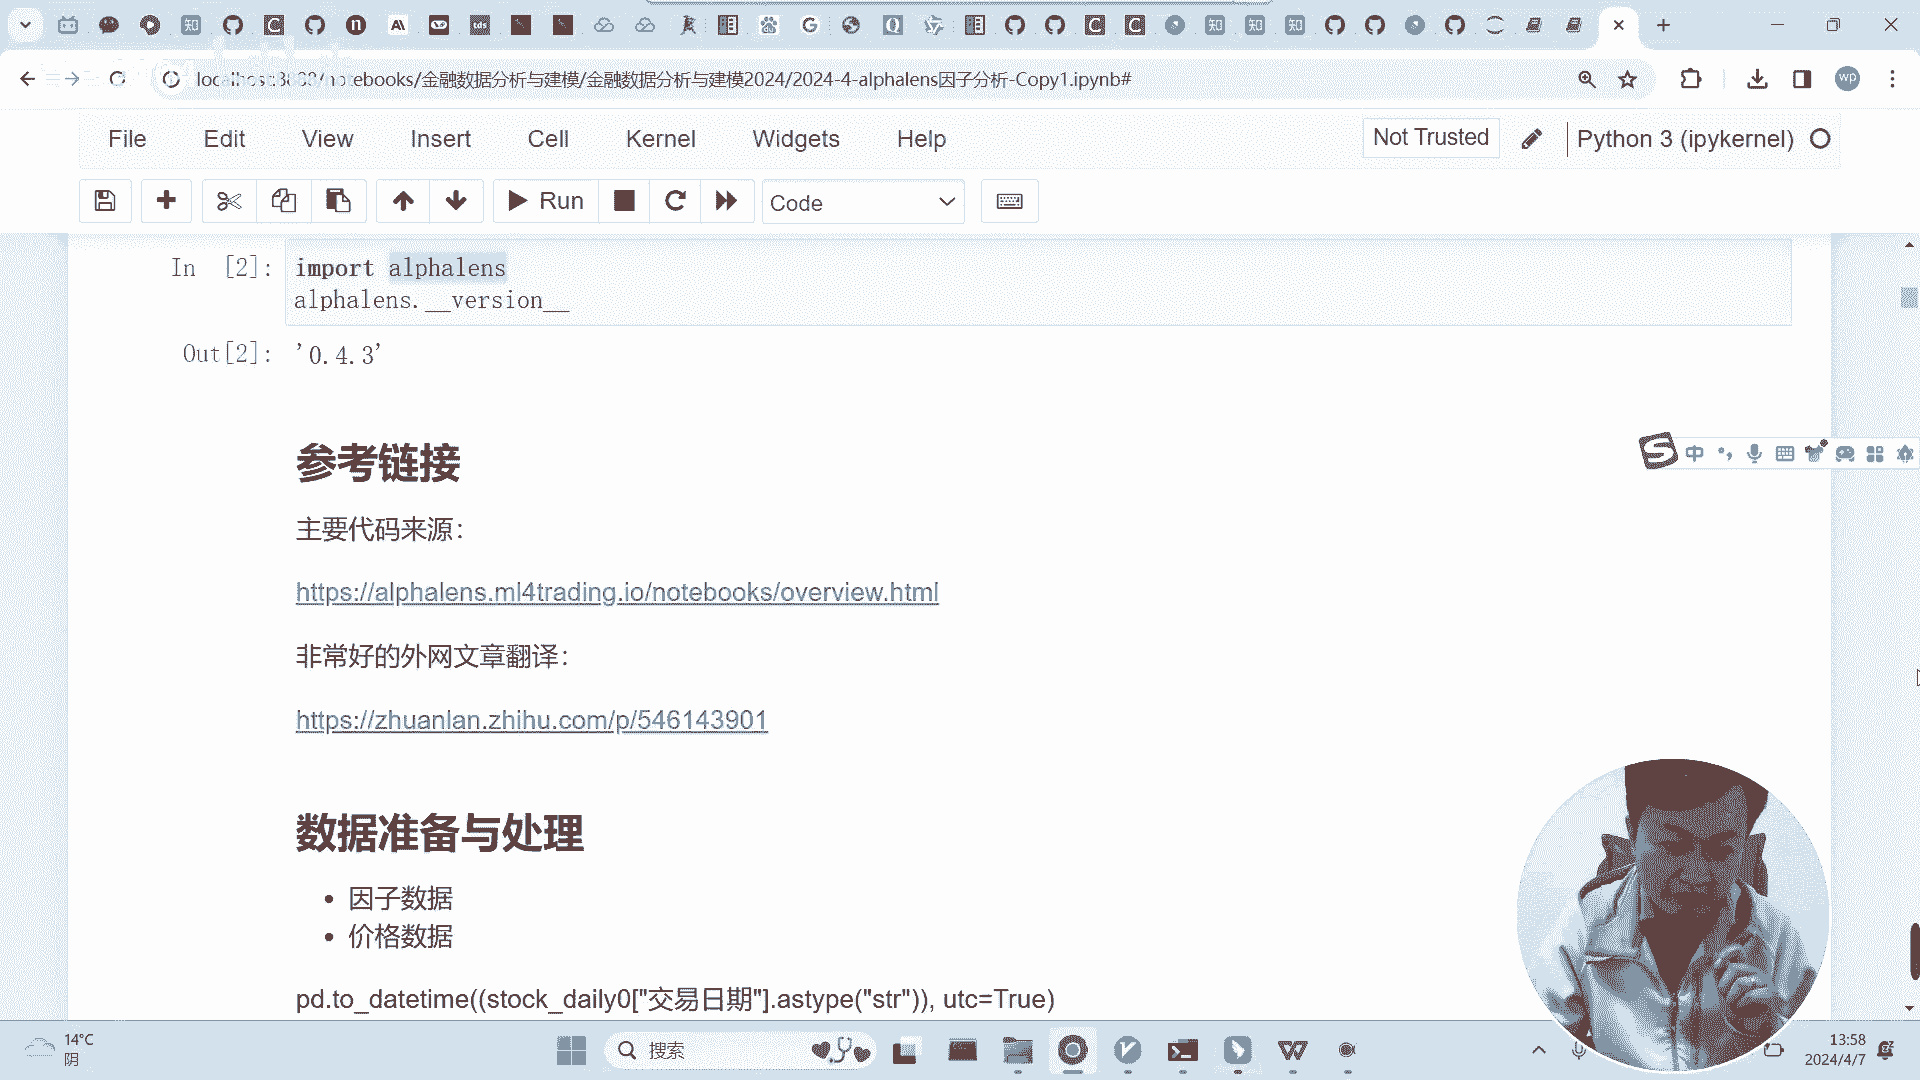 notebooks/金融数据分析与建模/金融数据分析与建模2024/2024-4-alphalens因子分析-Copy1.ipynb#
wp
File Edit View Insert Cell Kernel Widgets Help
Not Trusted
Python 3 (ipykernel)
Run
Code
In [2]: import alphalens
alphalens.__version__
Out[2]: '0.4.3'
参考链接
主要代码来源：
https://alphalens.ml4trading.io/notebooks/overview.html
非常好的外网文章翻译：
https://zhuanlan.zhihu.com/p/546143901
数据准备与处理
因子数据
价格数据
pd.to_datetime((stock_daily0["交易日期"].astype("str")), utc=True)
中
14°C
阴
搜索
13:58
2024/4/7